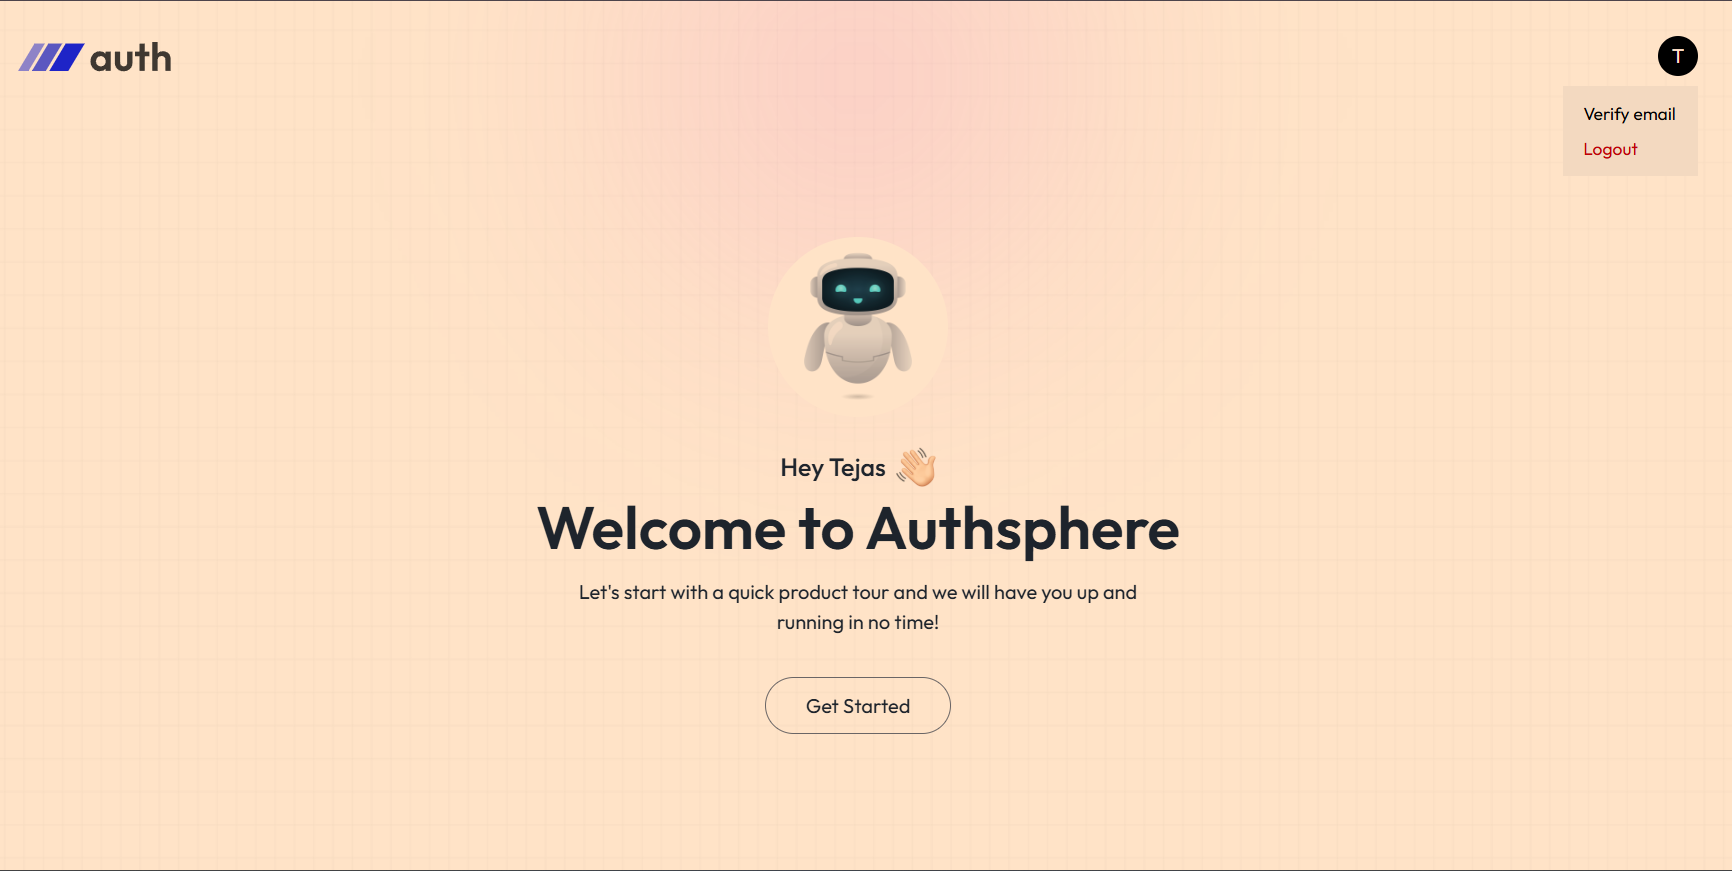 auth
T
Verify email
Logout
Hey Tejas 👋🏻
Welcome to Authsphere
Let's start with a quick product tour and we will have you up and
running in no time!
Get Started